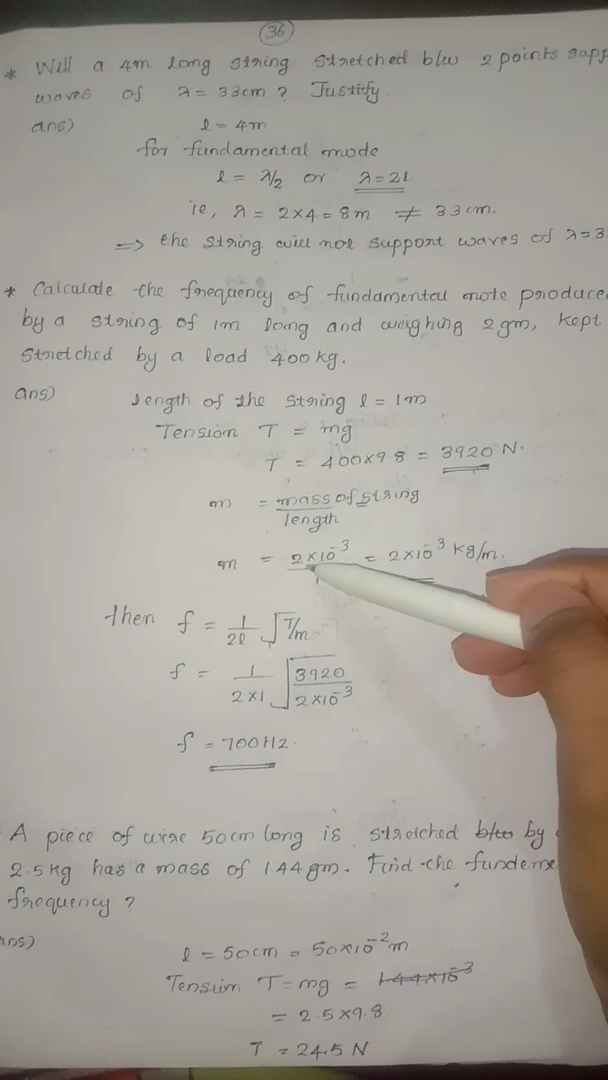 36
* Will a 4m long string stretched b/w 2 points
waves of λ = 33cm? Justify.
ans)
l = 4m
for fundamental mode
l = λ/2 or λ = 2l
ie, λ = 2×4 = 8m ≠ 33cm.
=> the string will not support waves of λ = 3
* Calculate the frequency of fundamental note
by a string of 1m long and weighing 2gm, kept
stretched by a load 400kg.
ans)
length of the string l = 1m
Tension T = mg
T = 400×9.8 = 3920 N.
m = mass of string / length
m = 2×10⁻³ / = 2×10⁻³ kg/m.
then f = 1/2l √T/m
f = 1/2×1 √3920/2×10⁻³
f = 700Hz.
A piece of wire 50cm long is stretched by
2.5kg has a mass of 144gm. Find the
frequency?
ans)
l = 50cm = 50×10⁻²m
Tension T = mg =
= 2.5×9.8
T = 24.5 N